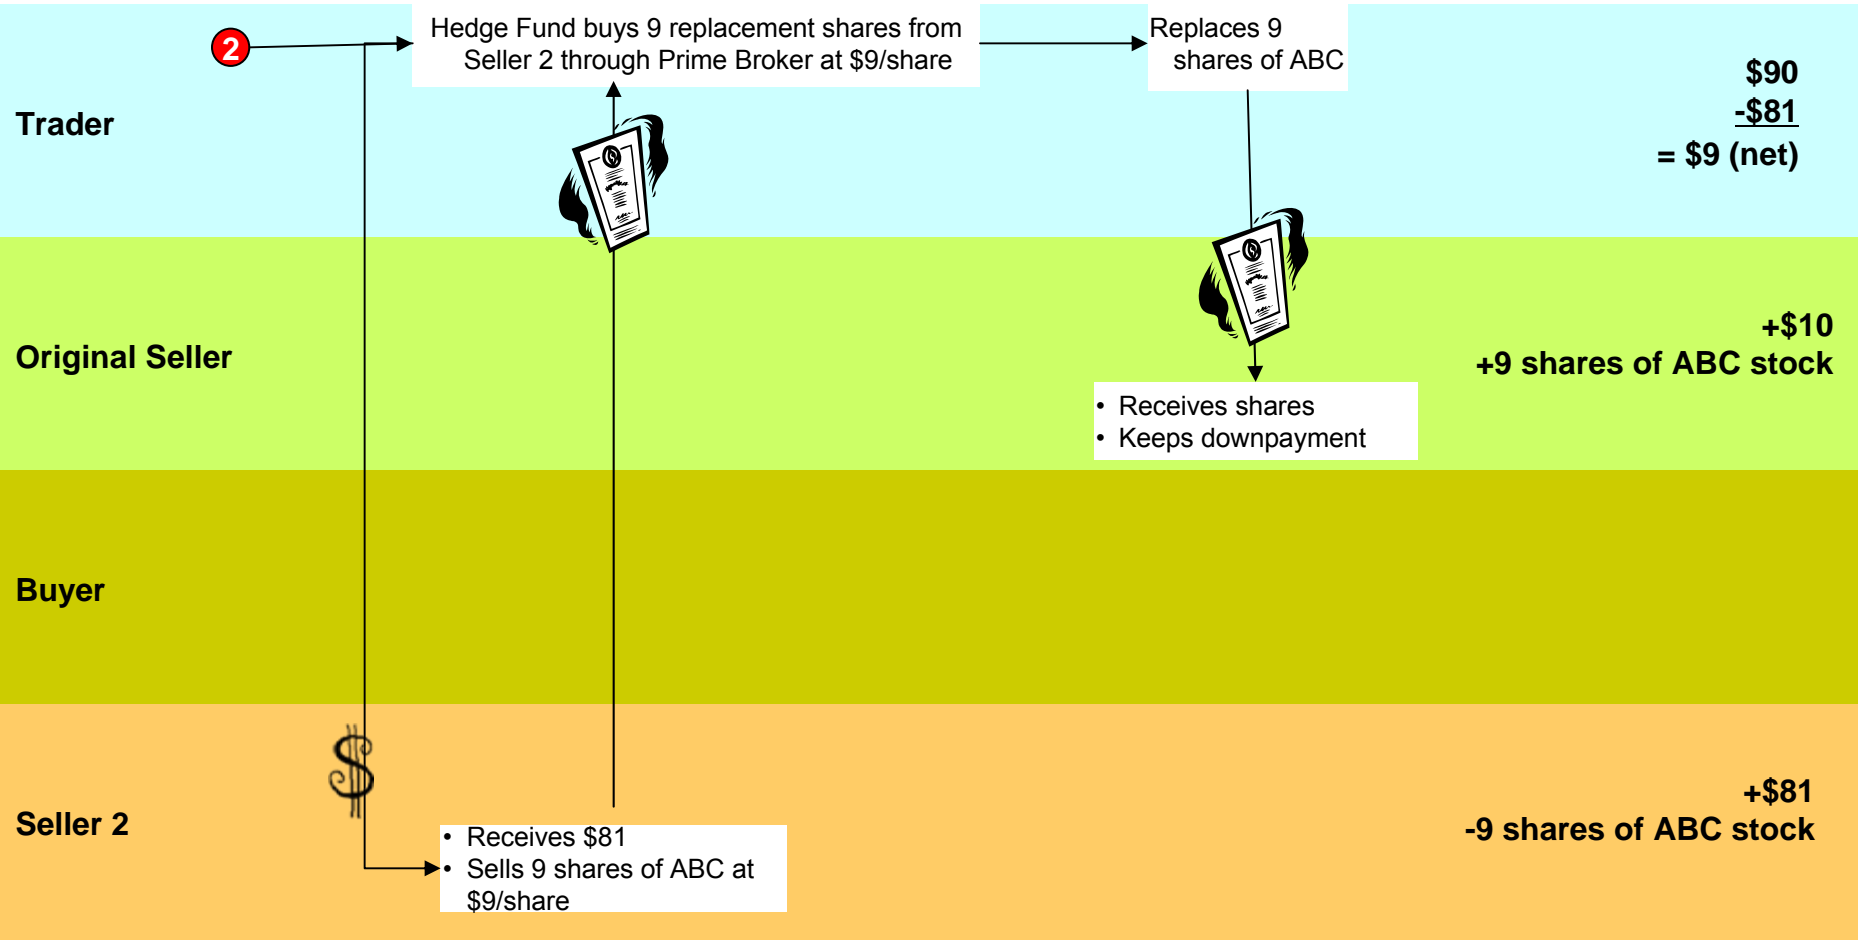 2
Hedge Fund buys 9 replacement shares from
Seller 2 through Prime Broker at $9/share
Replaces 9
shares of ABC
Trader
$90
-$81
= $9 (net)
Original Seller
+$10
+9 shares of ABC stock
• Receives shares
• Keeps downpayment
Buyer
$
Seller 2
+$81
-9 shares of ABC stock
• Receives $81
• Sells 9 shares of ABC at
$9/share